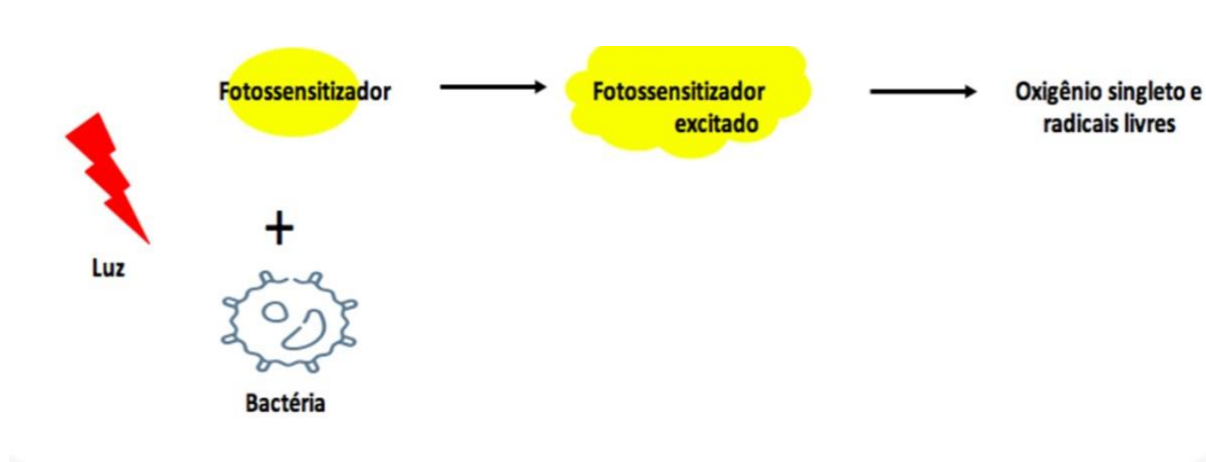 Fotossensitizador
Fotossensitizador
excitado
Oxigênio singleto e
radicais livres
+
Luz
Bactéria